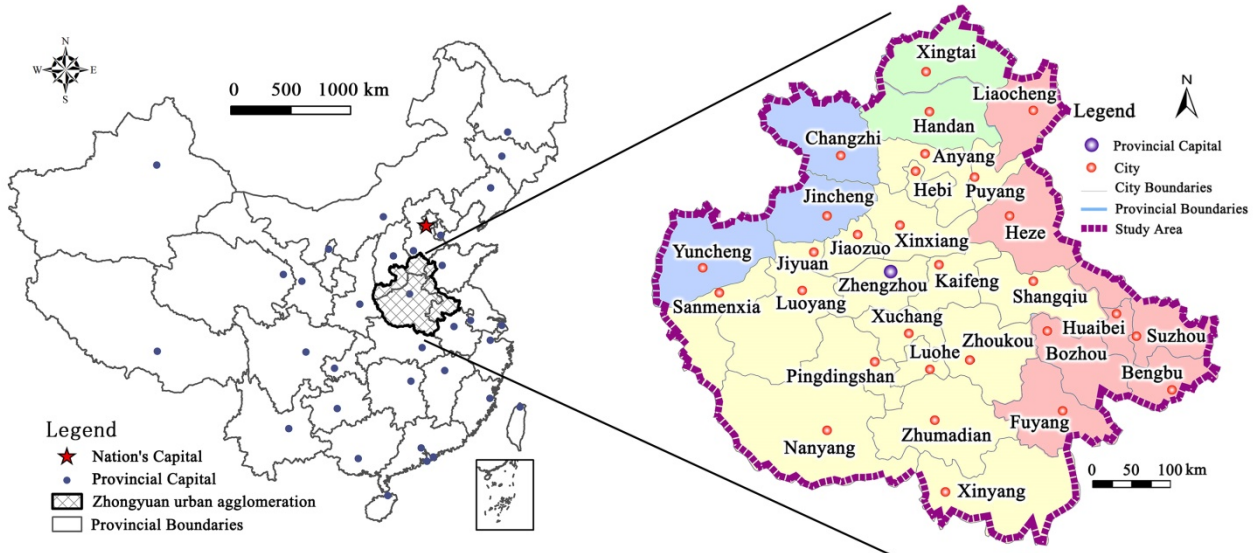 N
W
E
S
0
500
1000 km
Legend
Nation's Capital
Provincial Capital
Zhongyuan urban agglomeration
Provincial Boundaries
Xingtai
Liaocheng
Handan
Changzhi
Anyang
Hebi
Puyang
Jincheng
Heze
Xinxiang
Jiaozuo
Yuncheng
Jiyuan
Zhengzhou
Kaifeng
Sanmenxia
Luoyang
Shangqiu
Xuchang
Huaibei
Suzhou
Luohe
Zhoukou
Bozhou
Pingdingshan
Bengbu
Fuyang
Nanyang
Zhumadian
Xinyang
N
Legend
Provincial Capital
City
City Boundaries
Provincial Boundaries
Study Area
0
50
100 km